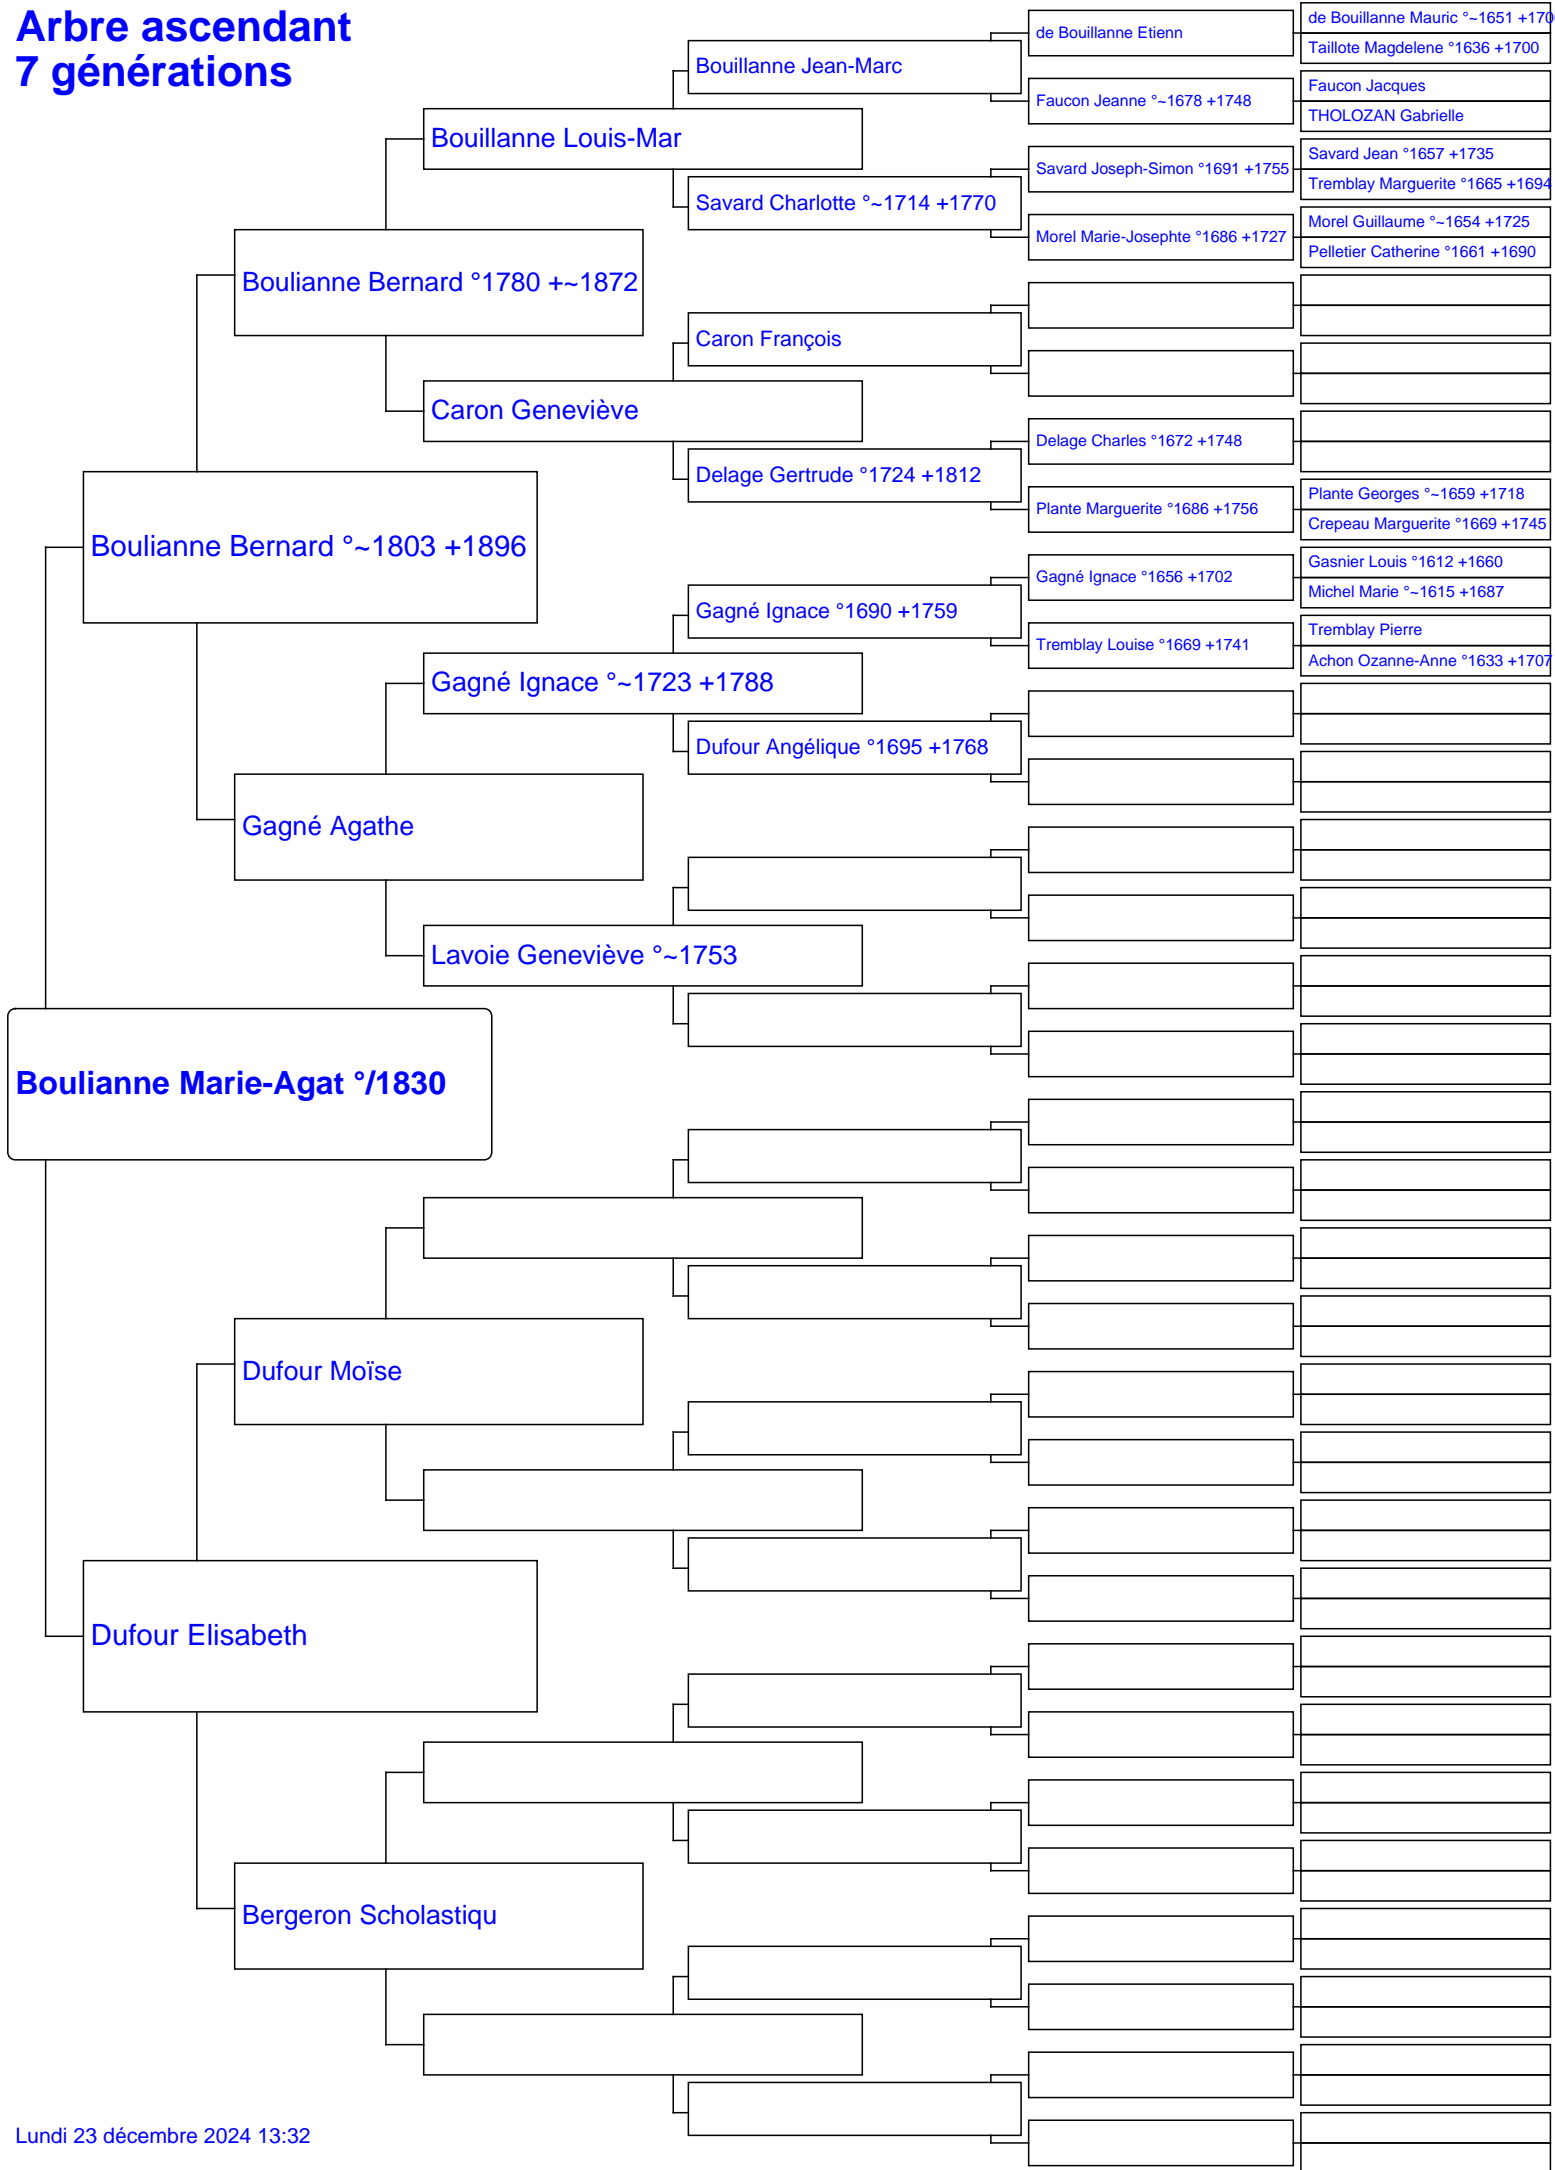 Arbre ascendant
7 générations
de Bouillanne Mauric °~1651 +170
de Bouillanne Etienn
Taillote Magdelene °1636 +1700
Bouillanne Jean-Marc
Faucon Jacques
Faucon Jeanne °~1678 +1748
THOLOZAN Gabrielle
Bouillanne Louis-Mar
Savard Jean °1657 +1735
Savard Joseph-Simon °1691 +1755
Tremblay Marguerite °1665 +1694
Savard Charlotte °~1714 +1770
Morel Guillaume °~1654 +1725
Morel Marie-Josephte °1686 +1727
Pelletier Catherine °1661 +1690
Boulianne Bernard °1780 +~1872
Caron François
Caron Geneviève
Delage Charles °1672 +1748
Delage Gertrude °1724 +1812
Plante Georges °~1659 +1718
Plante Marguerite °1686 +1756
Crepeau Marguerite °1669 +1745
Boulianne Bernard °~1803 +1896
Gasnier Louis °1612 +1660
Gagné Ignace °1656 +1702
Michel Marie °~1615 +1687
Gagné Ignace °1690 +1759
Tremblay Pierre
Tremblay Louise °1669 +1741
Achon Ozanne-Anne °1633 +1707
Gagné Ignace °~1723 +1788
Dufour Angélique °1695 +1768
Gagné Agathe
Lavoie Geneviève °~1753
Boulianne Marie-Agat °/1830
Dufour Moïse
Dufour Elisabeth
Bergeron Scholastiqu
Lundi 23 décembre 2024 13:32